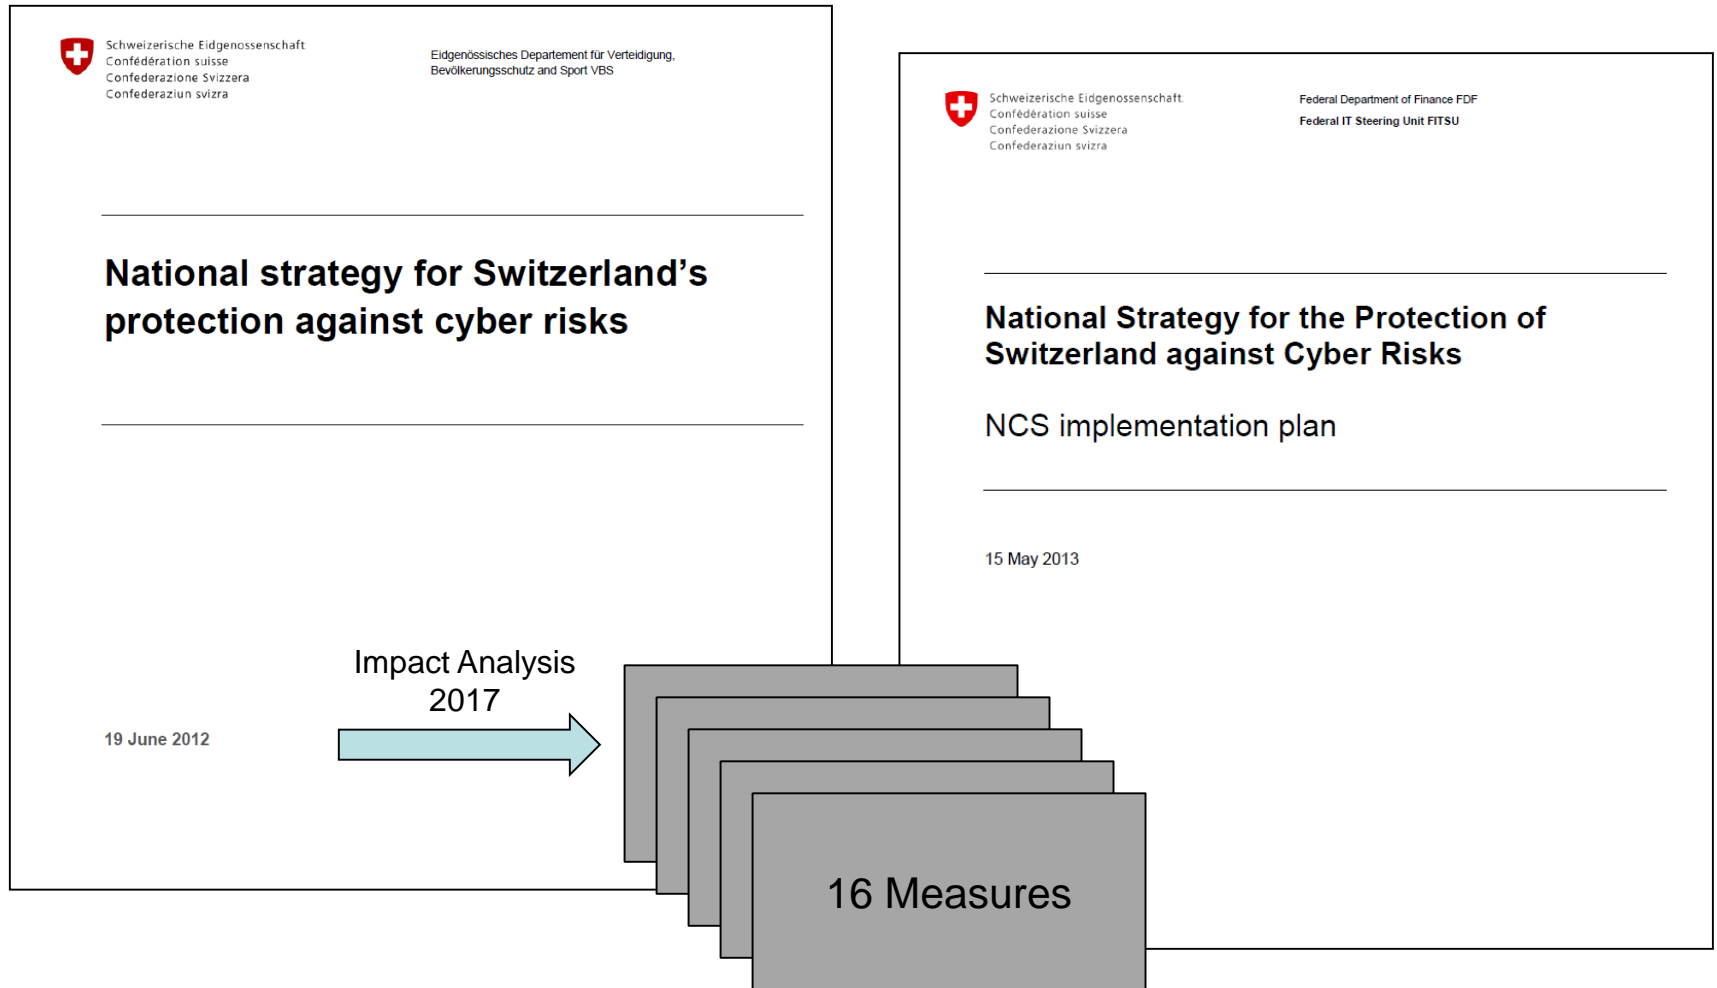 Schweizerische Eidgenossenschaft
Confédération suisse
Confederazione Svizzera
Confederaziun svizra
Eidgenössisches Departement für Verteidigung,
Bevölkerungsschutz and Sport VBS
National strategy for Switzerland's
protection against cyber risks
19 June 2012
Impact Analysis
2017
Schweizerische Eidgenossenschaft
Confédération suisse
Confederazione Svizzera
Confederaziun svizra
Federal Department of Finance FDF
Federal IT Steering Unit FITSU
National Strategy for the Protection of
Switzerland against Cyber Risks
NCS implementation plan
15 May 2013
16 Measures